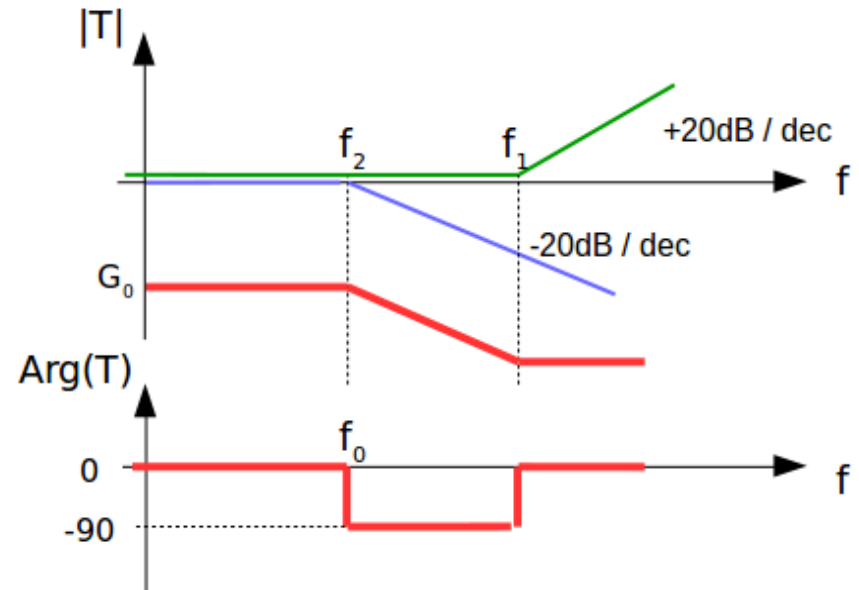 |T|
f₂
f₁
+20dB / dec
f
-20dB / dec
G₀
Arg(T)
f₀
0
f
-90